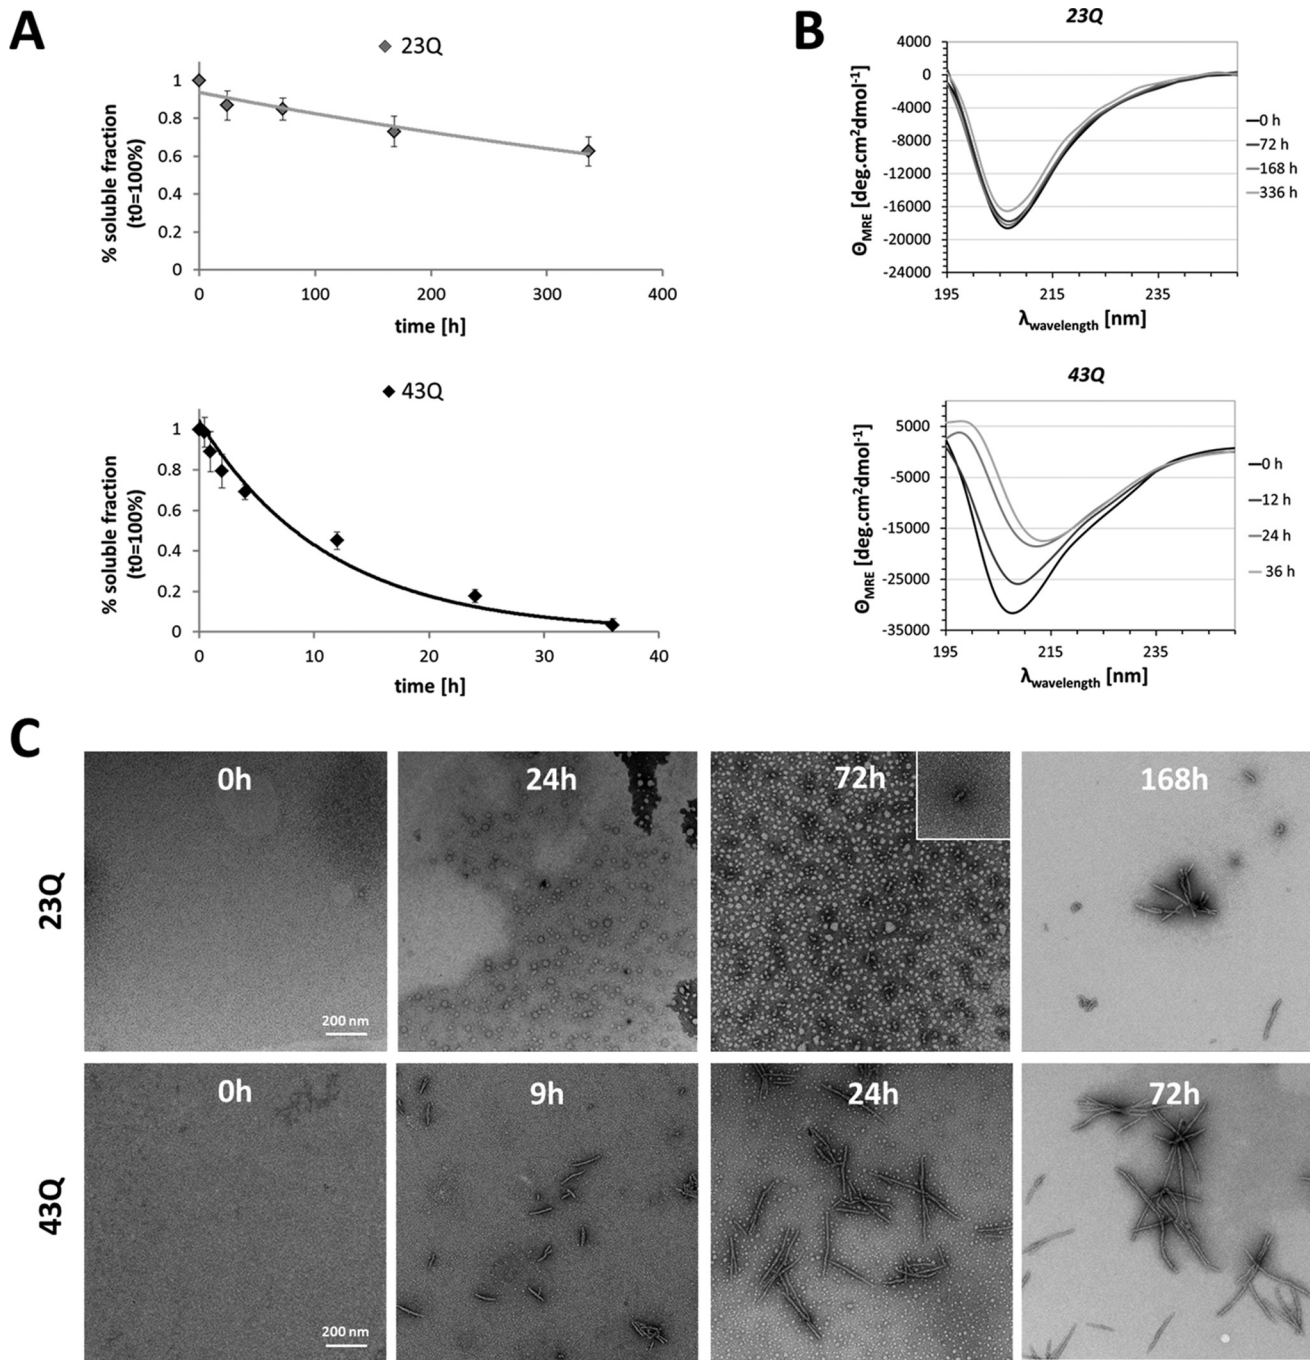 A
23Q
1
0.8
0.6
0.4
0.2
0
% soluble fraction
(t0=100%)
0 100 200 300 400
time [h]
43Q
1
0.8
0.6
0.4
0.2
0
% soluble fraction
(t0=100%)
0 10 20 30 40
time [h]
B
23Q
4000
0
-4000
-8000
-12000
-16000
-20000
-24000
ΘMRE [deg.cm²dmol⁻¹]
195 215 235
λwavelength [nm]
0 h
72 h
168 h
336 h
43Q
5000
-5000
-15000
-25000
-35000
ΘMRE [deg.cm²dmol⁻¹]
195 215 235
λwavelength [nm]
0 h
12 h
24 h
36 h
C
23Q
0h 24h 72h 168h
200 nm
43Q
0h 9h 24h 72h
200 nm